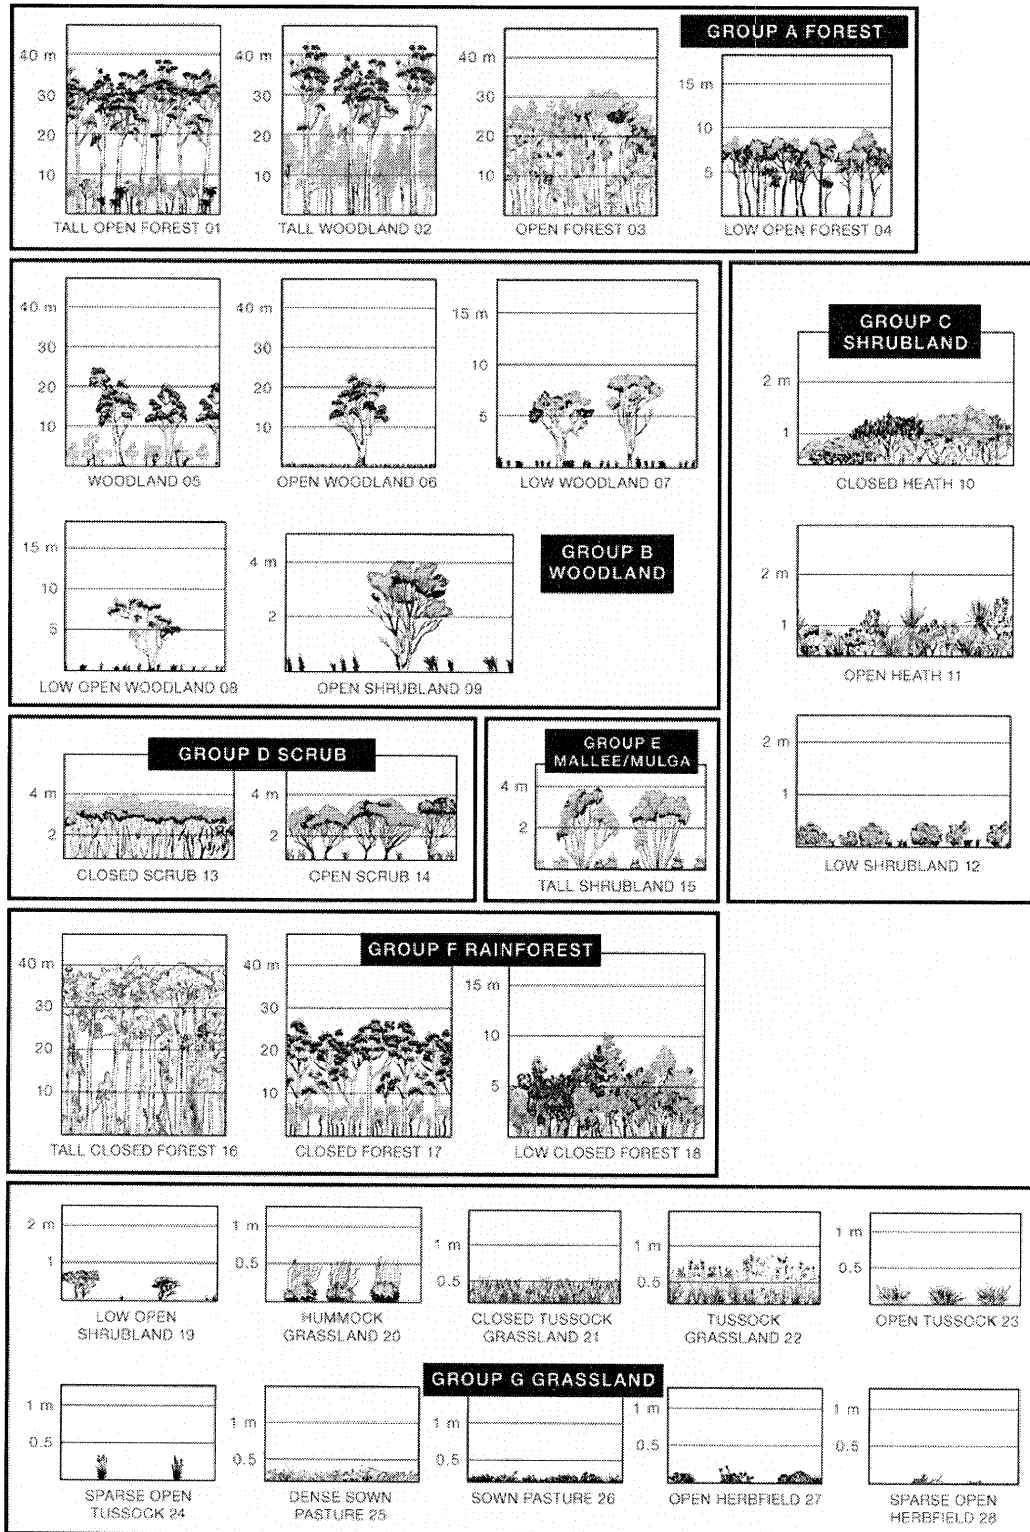 GROUP A FOREST
40 m
30
20
10
TALL OPEN FOREST 01
40 m
30
20
10
TALL WOODLAND 02
40 m
30
20
10
OPEN FOREST 03
15 m
10
5
LOW OPEN FOREST 04
40 m
30
20
10
WOODLAND 05
40 m
30
20
10
OPEN WOODLAND 06
15 m
10
5
LOW WOODLAND 07
15 m
10
5
LOW OPEN WOODLAND 08
4 m
2
OPEN SHRUBLAND 09
GROUP B
WOODLAND
GROUP C
SHRUBLAND
2 m
1
CLOSED HEATH 10
2 m
1
OPEN HEATH 11
2 m
1
LOW SHRUBLAND 12
GROUP D SCRUB
4 m
2
CLOSED SCRUB 13
4 m
2
OPEN SCRUB 14
GROUP E
MALLEE/MULGA
4 m
2
TALL SHRUBLAND 15
GROUP F RAINFOREST
40 m
30
20
10
TALL CLOSED FOREST 16
40 m
30
20
10
CLOSED FOREST 17
15 m
10
5
LOW CLOSED FOREST 18
2 m
1
LOW OPEN
SHRUBLAND 19
1 m
0.5
HUMMOCK
GRASSLAND 20
1 m
0.5
CLOSED TUSSOCK
GRASSLAND 21
1 m
0.5
TUSSOCK
GRASSLAND 22
1 m
0.5
OPEN TUSSOCK 23
GROUP G GRASSLAND
1 m
0.5
SPARSE OPEN
TUSSOCK 24
1 m
0.5
DENSE SOWN
PASTURE 25
1 m
0.5
SOWN PASTURE 26
1 m
0.5
OPEN HERBFIELD 27
1 m
0.5
SPARSE OPEN
HERBFIELD 28